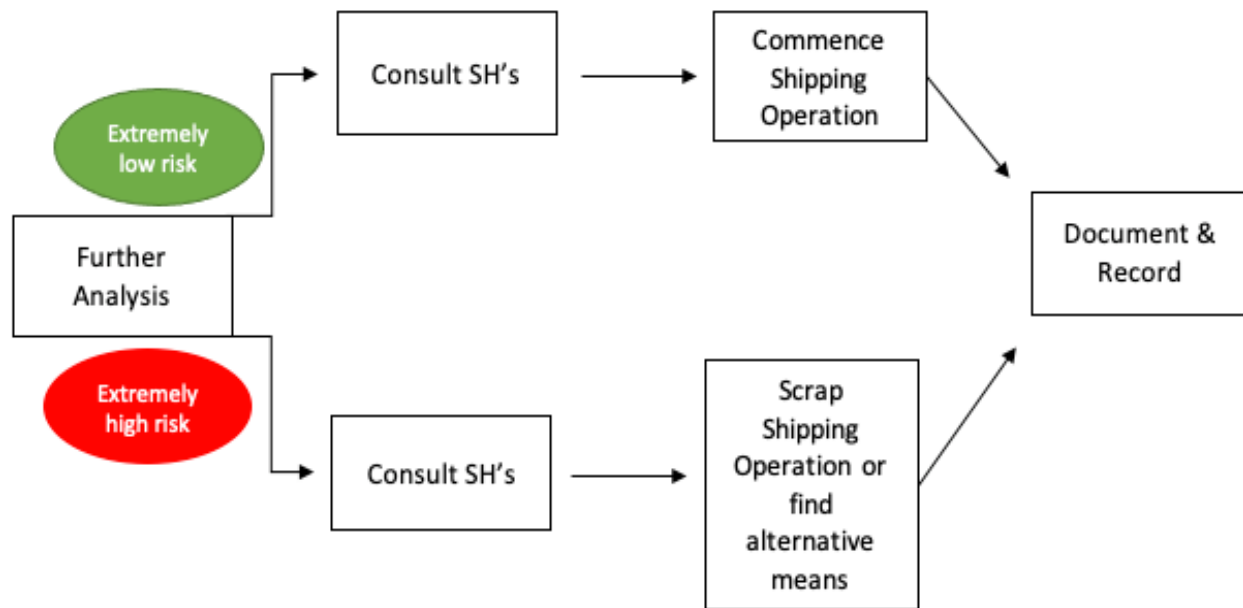 Extremely
low risk
Further
Analysis
Extremely
high risk
Consult SH’s
Commence
Shipping
Operation
Consult SH’s
Scrap
Shipping
Operation or
find
alternative
means
Document &
Record